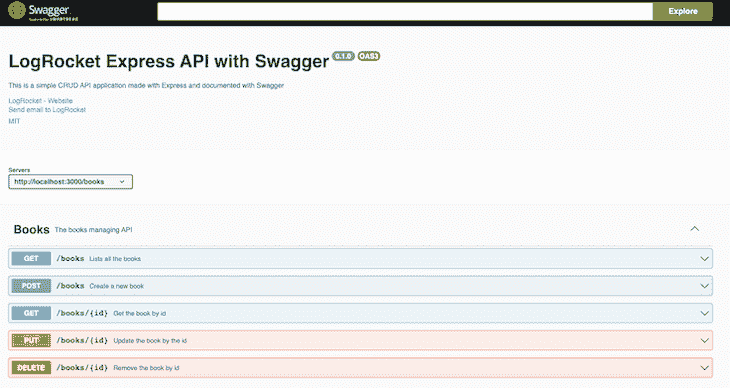 Swagger
Explore
LogRocket Express API with Swagger 0.1.0 OAS3
This is a simple CRUD API application made with Express and documented with Swagger
LogRocket - Website
Send email to LogRocket
MIT
Servers
http://localhost:3000/books
Books The books managing API
GET /books Lists all the books
POST /books Create a new book
GET /books/{id} Get the book by id
PUT /books/{id} Update the book by the id
DELETE /books/{id} Remove the book by id